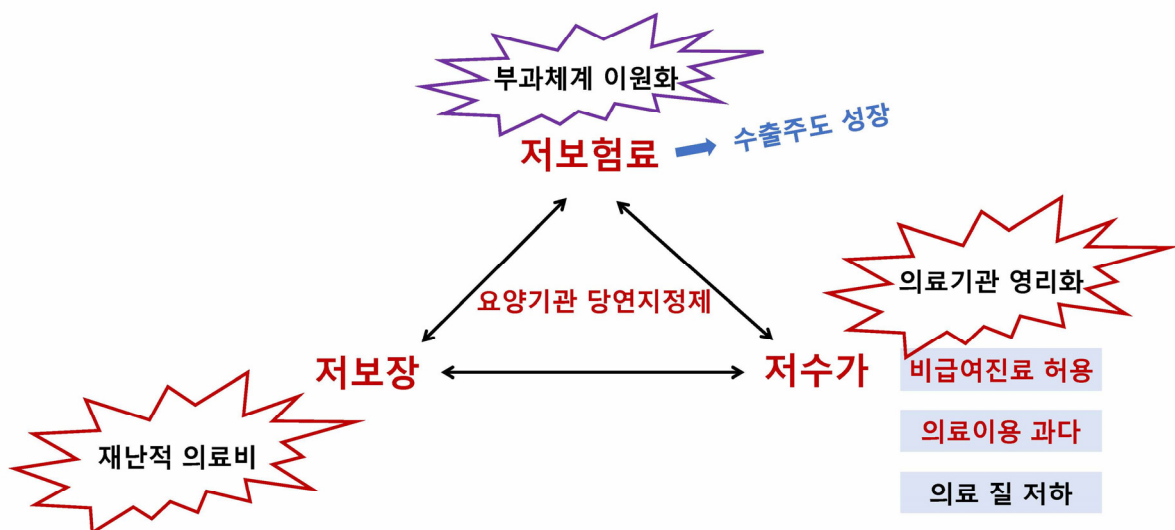 부과체계 이원화
저보험료
수출주도 성장
의료기관 영리화
요양기관 당연지정제
저보장
저수가
비급여진료 허용
의료이용 과다
재난적 의료비
의료 질 저하